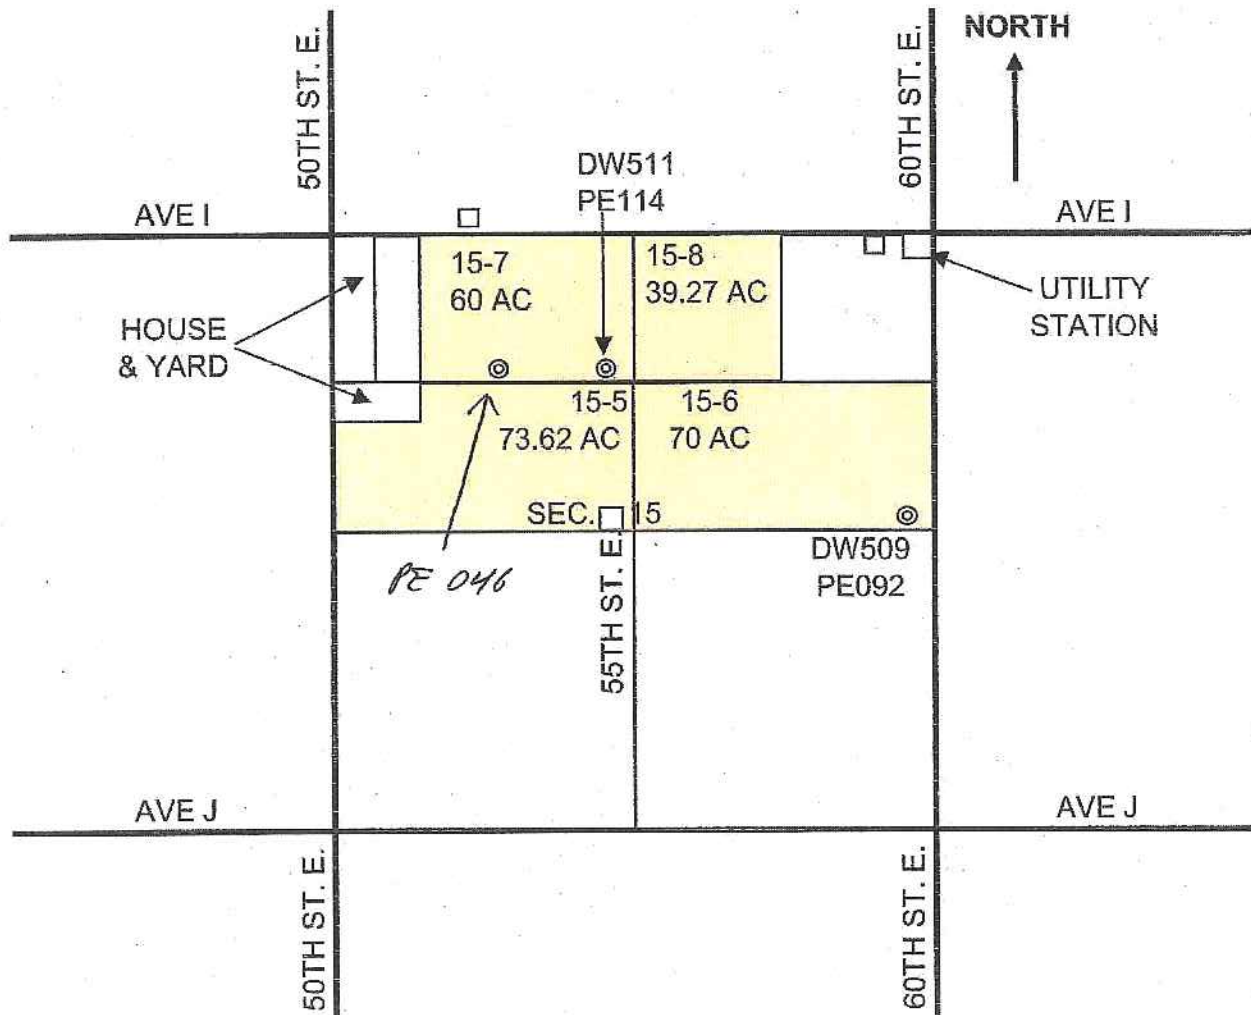 NORTH
50TH ST. E.
60TH ST. E.
DW511
PE114
AVE I
AVE I
15-7
60 AC
15-8
39.27 AC
UTILITY
STATION
HOUSE
& YARD
15-5
73.62 AC
15-6
70 AC
SEC. 15
DW509
PE092
PE 046
55TH ST. E.
AVE J
AVE J
50TH ST. E.
60TH ST. E.